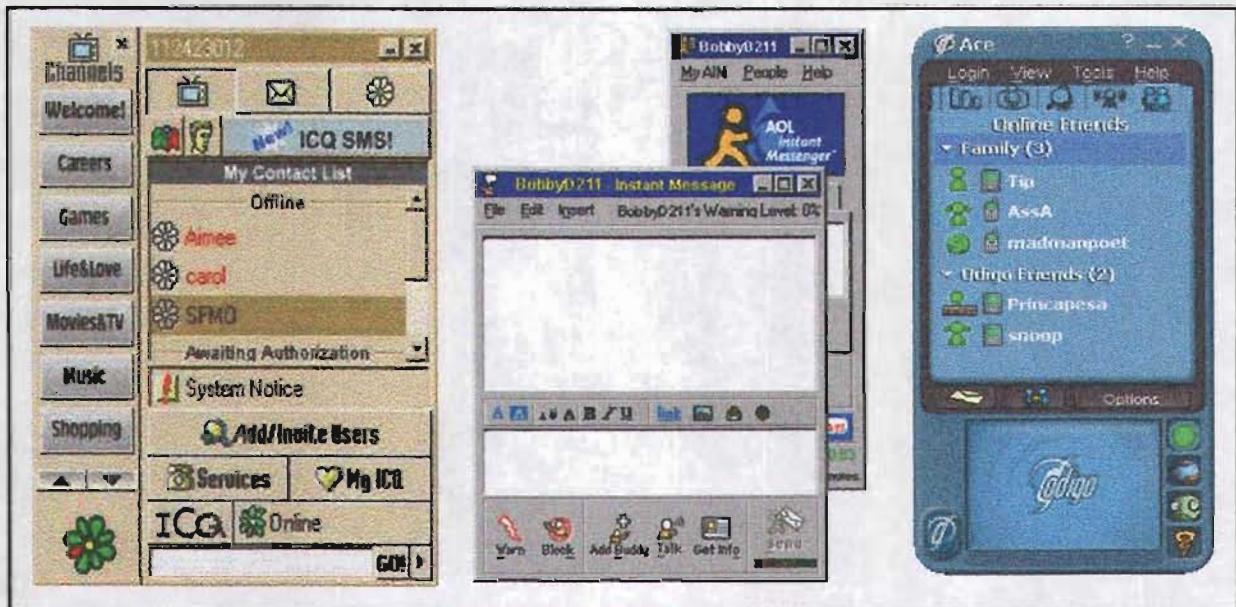 Channels
Welcome!
Careers
Games
Life&Love
Movies&TV
Music
Shopping
112423012
New! ICQ SMS!
My Contact List
Offline
Aimee
carol
SFMO
Awaiting Authorization
System Notice
Add/Invite Users
Services
My ICQ
ICQ
Online
GO!
BobbyD211
My AIM People Help
AOL
Instant
Messenger
BobbyD211 - Instant Message
File Edit Insert BobbyD211's Warning Level: 0%
A A A A A B I U link
Warn Block Add Buddy Talk Get Info Send
Ace
Login View Tools Help
Online Friends
Family (3)
Tip
AssA
madmanpoet
Odigo Friends (2)
Princapesa
snoop
Options
Odigo